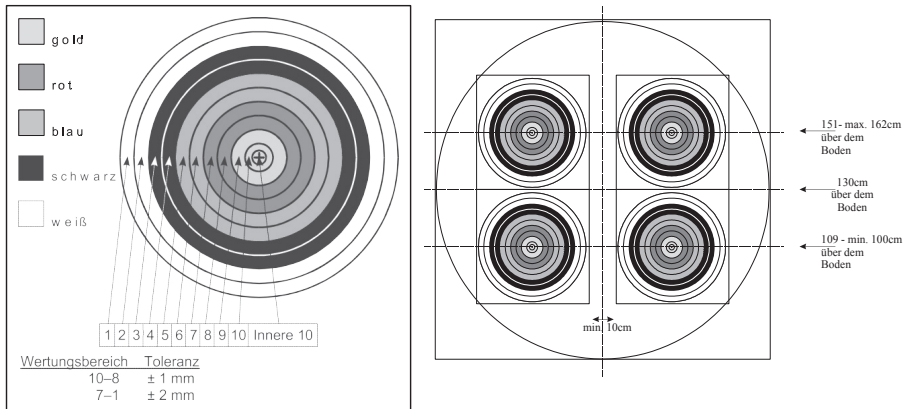 gold
rot
blau
schwarz
weiß
1 2 3 4 5 6 7 8 9 10 Innere 10
Wertungsbereich Toleranz
10–8 ± 1 mm
7–1 ± 2 mm
151- max. 162cm
über dem
Boden
130cm
über dem
Boden
109 - min. 100cm
über dem
Boden
min. 10cm